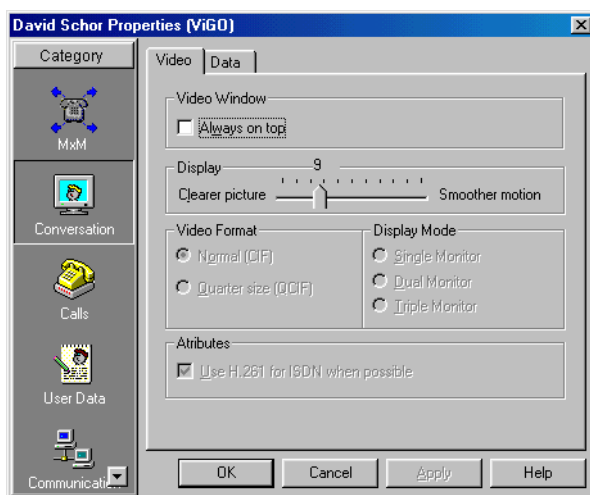 David Schor Properties (ViGO)
Category
MxM
Conversation
Calls
User Data
Communicati
Video Data
Video Window
Always on top
Display 9
Clearer picture Smoother motion
Video Format
Normal (CIF)
Quarter size (QCIF)
Display Mode
Single Monitor
Dual Monitor
Triple Monitor
Atributes
Use H.261 for ISDN when possible
OK Cancel Apply Help